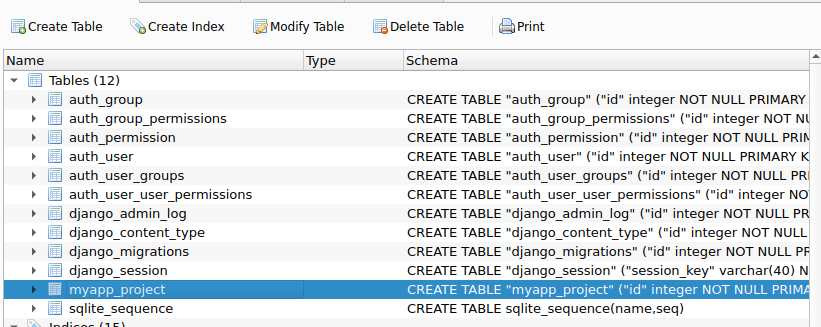 Create Table Create Index Modify Table Delete Table Print
Name Type Schema
Tables (12)
auth_group CREATE TABLE "auth_group" ("id" integer NOT NULL PRIMARY
auth_group_permissions CREATE TABLE "auth_group_permissions" ("id" integer NOT NU
auth_permission CREATE TABLE "auth_permission" ("id" integer NOT NULL PRIM
auth_user CREATE TABLE "auth_user" ("id" integer NOT NULL PRIMARY K
auth_user_groups CREATE TABLE "auth_user_groups" ("id" integer NOT NULL PRI
auth_user_user_permissions CREATE TABLE "auth_user_user_permissions" ("id" integer NO
django_admin_log CREATE TABLE "django_admin_log" ("id" integer NOT NULL PR
django_content_type CREATE TABLE "django_content_type" ("id" integer NOT NULL
django_migrations CREATE TABLE "django_migrations" ("id" integer NOT NULL PR
django_session CREATE TABLE "django_session" ("session_key" varchar(40) N
myapp_project CREATE TABLE "myapp_project" ("id" integer NOT NULL PRIMA
sqlite_sequence CREATE TABLE sqlite_sequence(name,seq)
Indices (15)